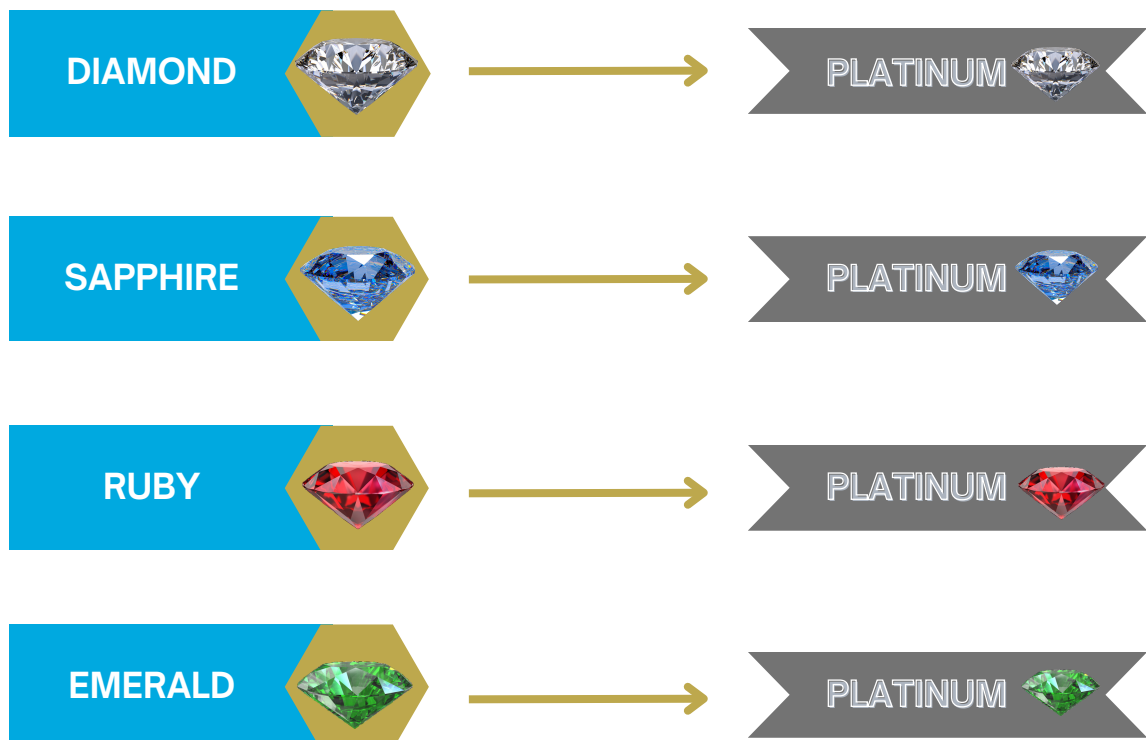 DIAMOND
PLATINUM
SAPPHIRE
PLATINUM
RUBY
PLATINUM
EMERALD
PLATINUM